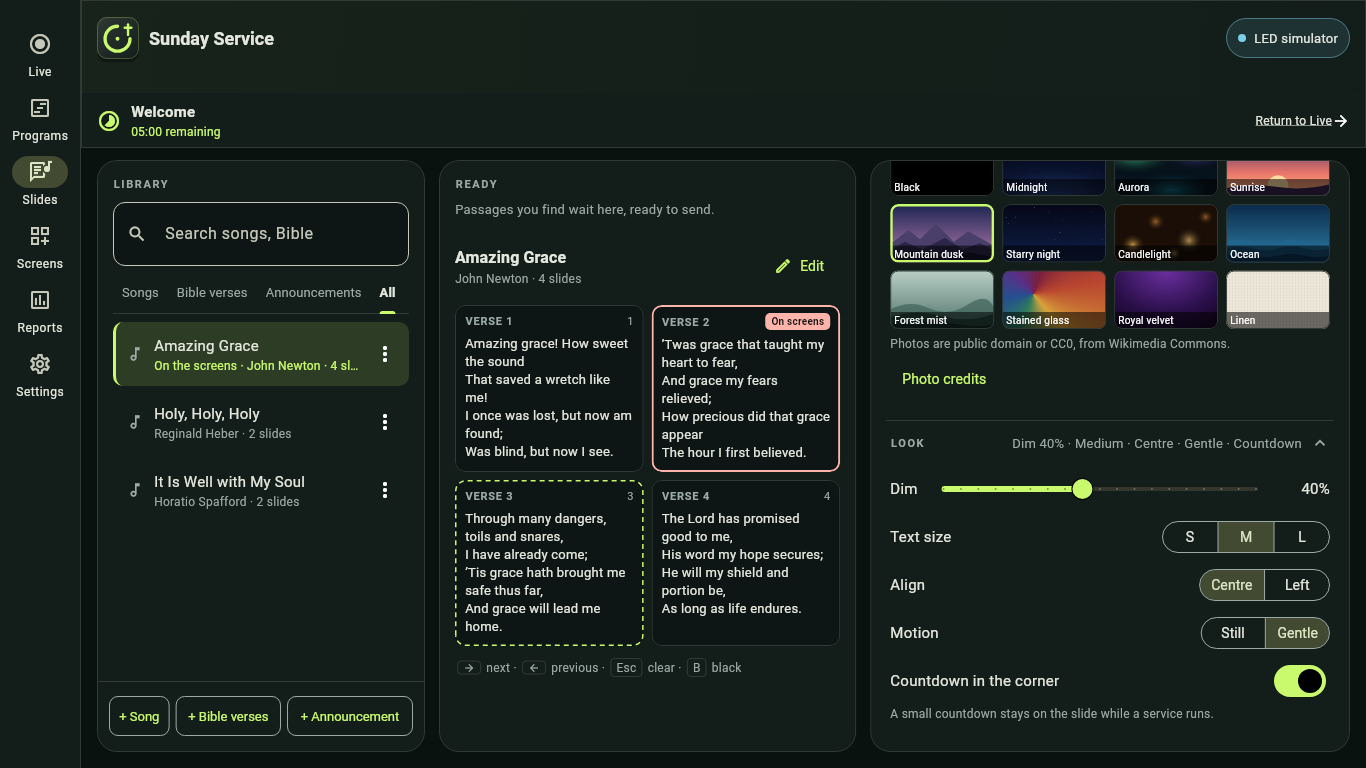 Live
Programs
Slides
Screens
Reports
Settings
Sunday Service
LED simulator
Welcome
05:00 remaining
Return to Live
LIBRARY
Search songs, Bible
Songs
Bible verses
Announcements
All
Amazing Grace
On the screens · John Newton · 4 sl…
Holy, Holy, Holy
Reginald Heber · 2 slides
It Is Well with My Soul
Horatio Spafford · 2 slides
+ Song
+ Bible verses
+ Announcement
READY
Passages you find wait here, ready to send.
Amazing Grace
John Newton · 4 slides
Edit
VERSE 1
1
Amazing grace! How sweet
the sound
That saved a wretch like
me!
I once was lost, but now am
found;
Was blind, but now I see.
VERSE 2
On screens
’Twas grace that taught my
heart to fear,
And grace my fears
relieved;
How precious did that grace
appear
The hour I first believed.
VERSE 3
3
Through many dangers,
toils and snares,
I have already come;
’Tis grace hath brought me
safe thus far,
And grace will lead me
home.
VERSE 4
4
The Lord has promised
good to me,
His word my hope secures;
He will my shield and
portion be,
As long as life endures.
→ next · ← previous · Esc clear · B black
Black
Midnight
Aurora
Sunrise
Mountain dusk
Starry night
Candlelight
Ocean
Forest mist
Stained glass
Royal velvet
Linen
Photos are public domain or CC0, from Wikimedia Commons.
Photo credits
LOOK
Dim 40% · Medium · Centre · Gentle · Countdown
Dim
40%
Text size
S
M
L
Align
Centre
Left
Motion
Still
Gentle
Countdown in the corner
A small countdown stays on the slide while a service runs.